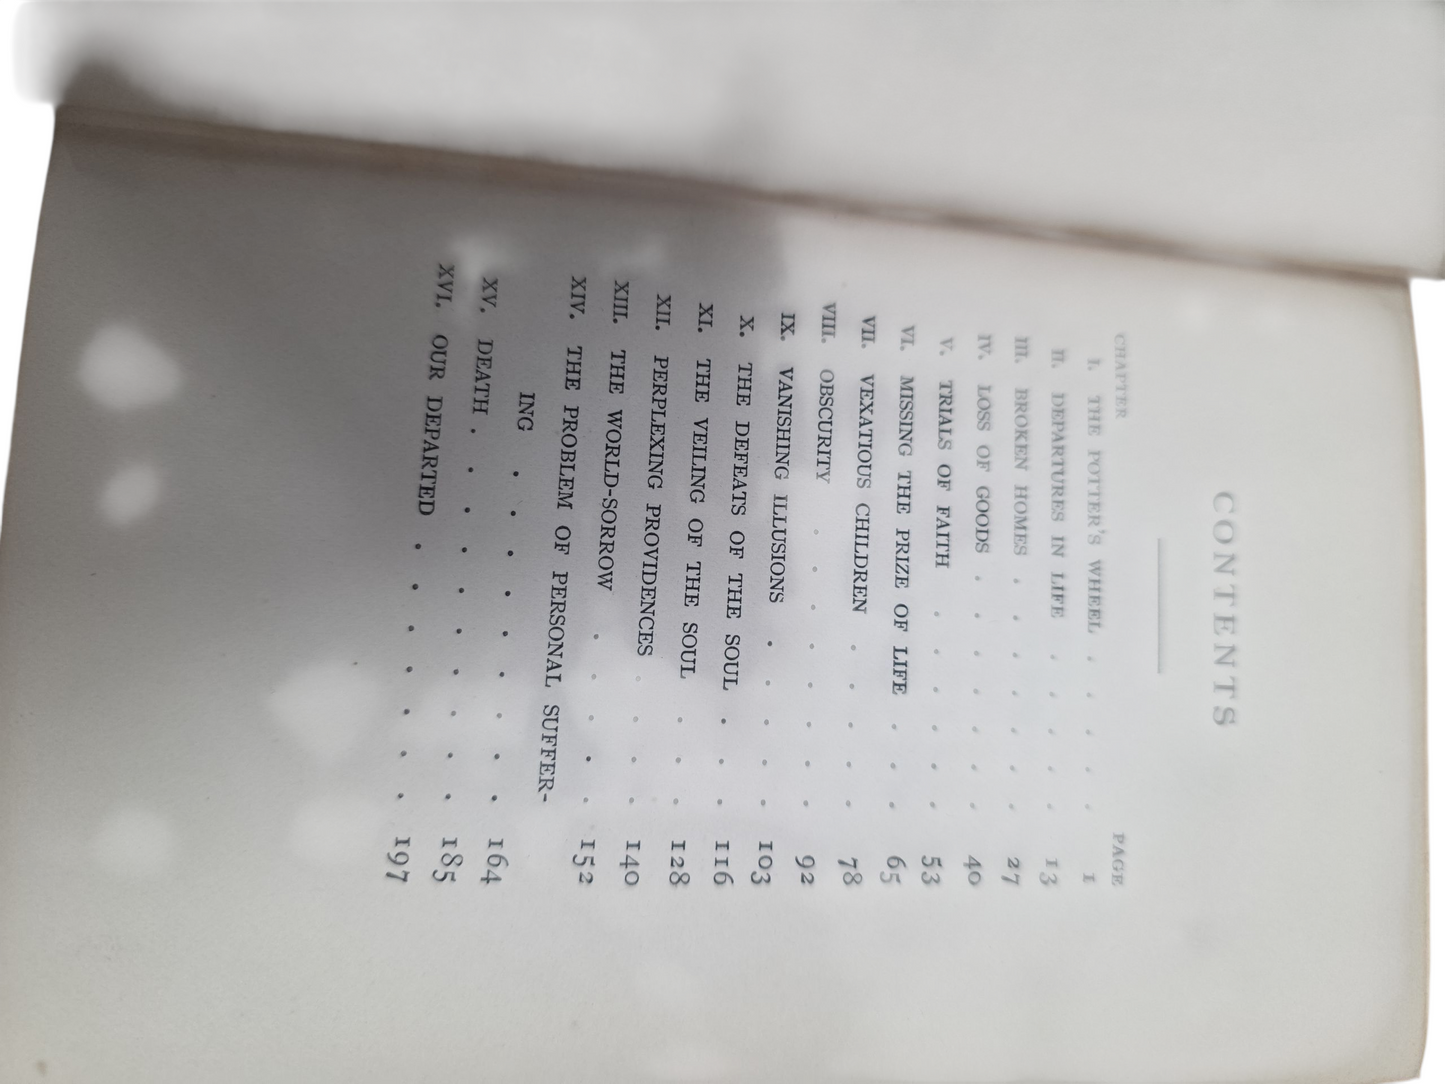 CONTENTS
CHAPTER PAGE
I. THE POTTER'S WHEEL . . . . . 1
II. DEPARTURES IN LIFE . . . . . 13
III. BROKEN HOMES . . . . . . . 27
IV. LOSS OF GOODS . . . . . . . 40
V. TRIALS OF FAITH . . . . . . 53
VI. MISSING THE PRIZE OF LIFE . . . 65
VII. VEXATIOUS CHILDREN . . . . . 78
VIII. OBSCURITY . . . . . . . . 92
IX. VANISHING ILLUSIONS . . . . . 103
X. THE DEFEATS OF THE SOUL . . . 116
XI. THE VEILING OF THE SOUL . . . 128
XII. PERPLEXING PROVIDENCES . . . . 140
XIII. THE WORLD-SORROW . . . . . 152
XIV. THE PROBLEM OF PERSONAL SUFFER-
ING . . . . . . . . . 164
XV. DEATH . . . . . . . . . . 185
XVI. OUR DEPARTED . . . . . . . 197